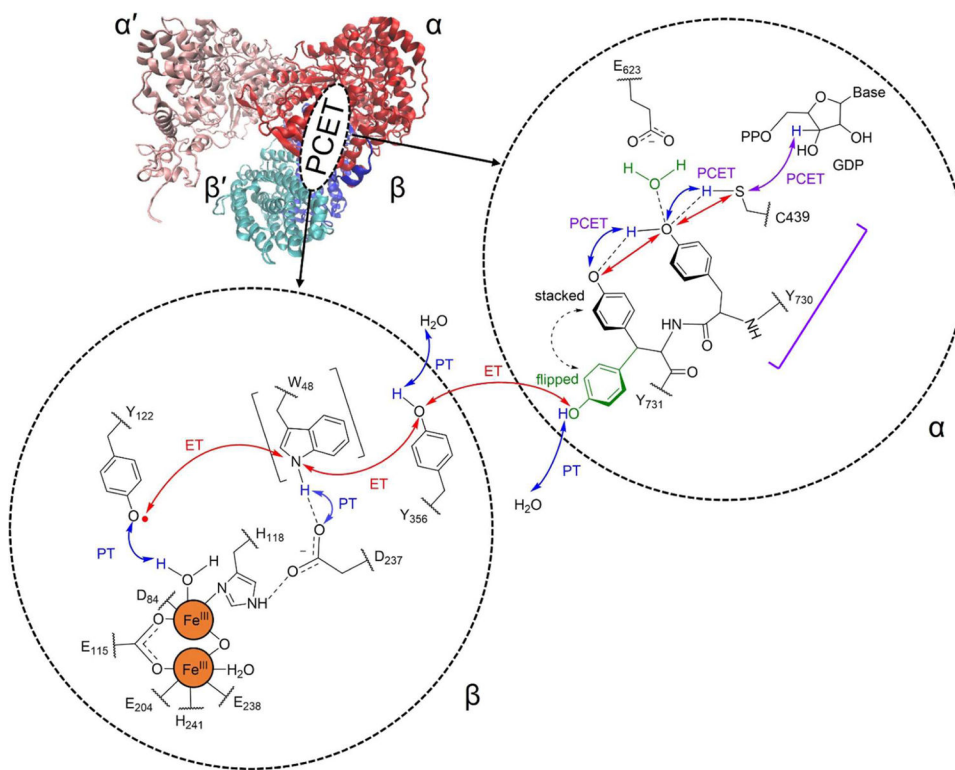 α′
α
PCET
β′
β
E623
O
O
−
PP
O
O
Base
H
HO
OH
GDP
H
H
O
PCET
PCET
H
S
C439
PCET
H
O
O
stacked
NH
O
NH
Y730
flipped
HO
O
Y731
PT
H2O
α
H2O
PT
H
O
ET
W48
N
H
ET
ET
Y356
PT
O
−
O
D237
Y122
O
PT
H
H
O
H118
N
NH
D84
O
FeIII
E115
O
O
FeIII
H2O
E204
H241
E238
β